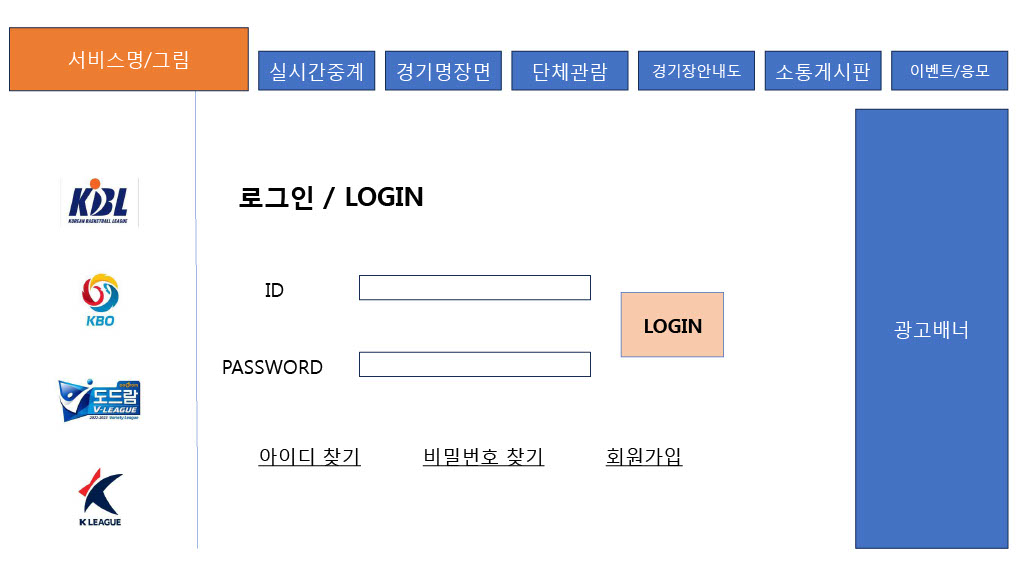 서비스명/그림
실시간중계
경기명장면
단체관람
경기장안내도
소통게시판
이벤트/응모
KBL
KOREAN BASKETBALL LEAGUE
KBO
도드람
V-LEAGUE
K LEAGUE
로그인 / LOGIN
ID
PASSWORD
LOGIN
아이디 찾기
비밀번호 찾기
회원가입
광고배너